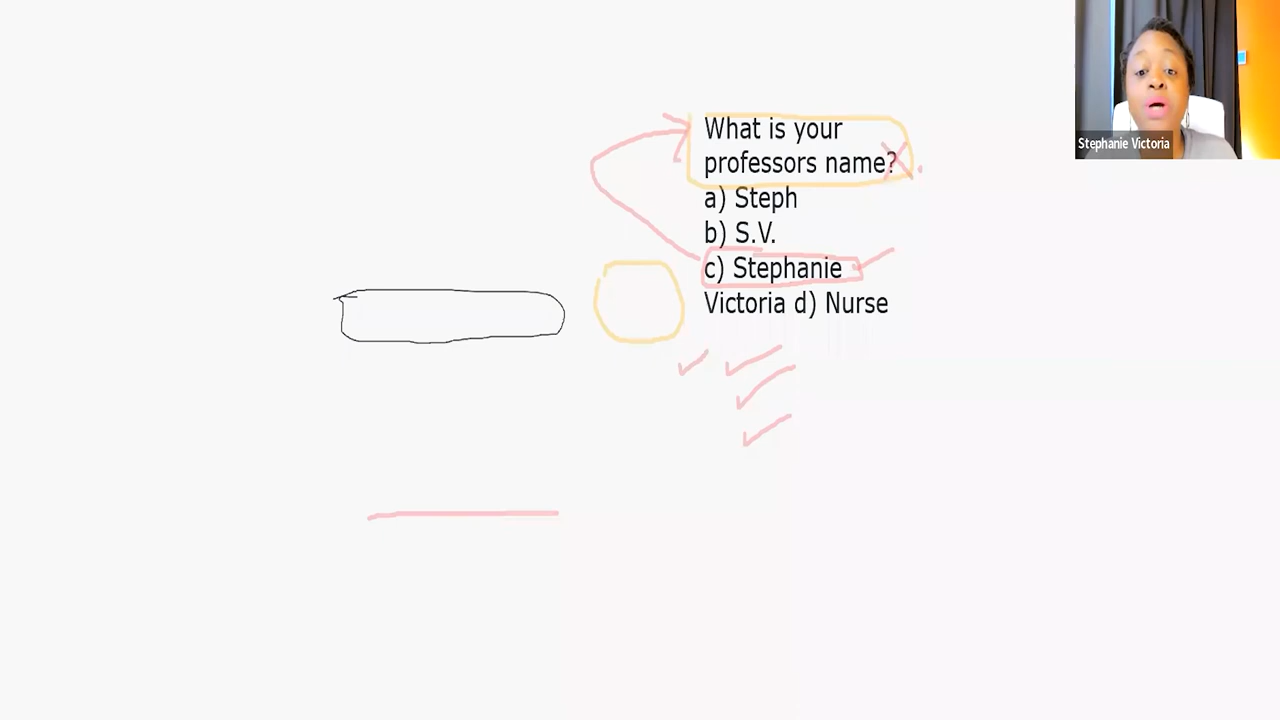 What is your
professors name?
a) Steph
b) S.V.
c) Stephanie
Victoria d) Nurse
Stephanie Victoria